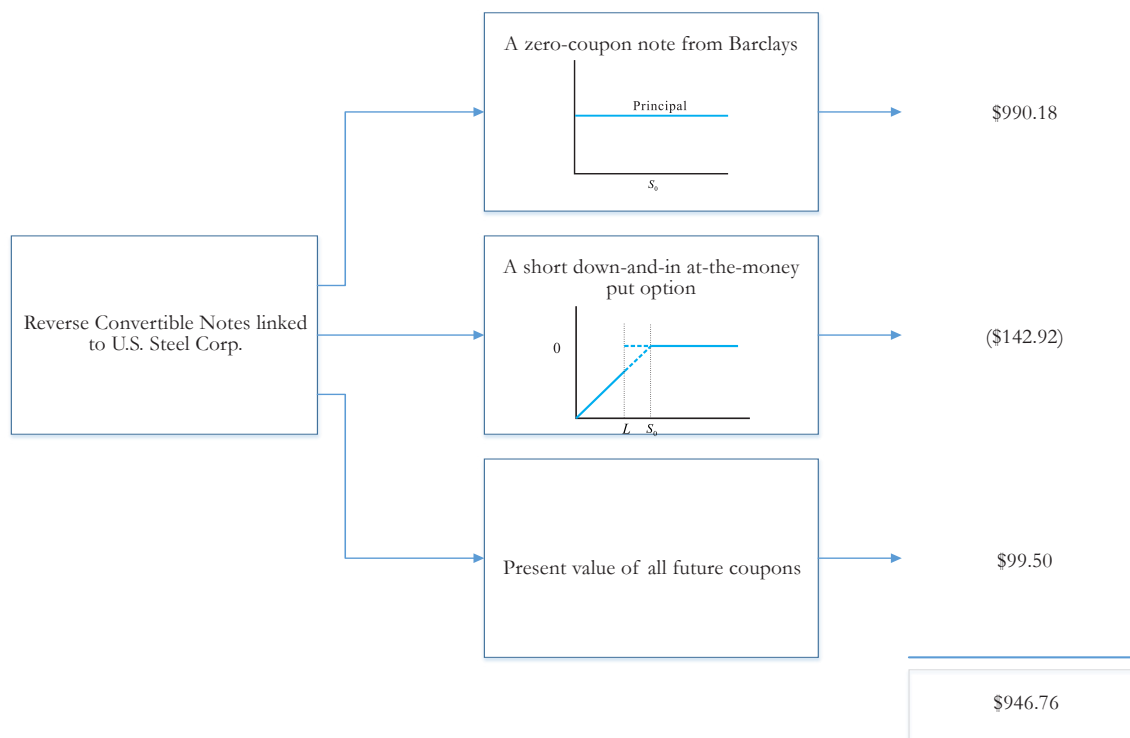 A zero-coupon note from Barclays
Principal
S₀
$990.18
Reverse Convertible Notes linked
to U.S. Steel Corp.
A short down-and-in at-the-money
put option
0
L S₀
($142.92)
Present value of all future coupons
$99.50
$946.76